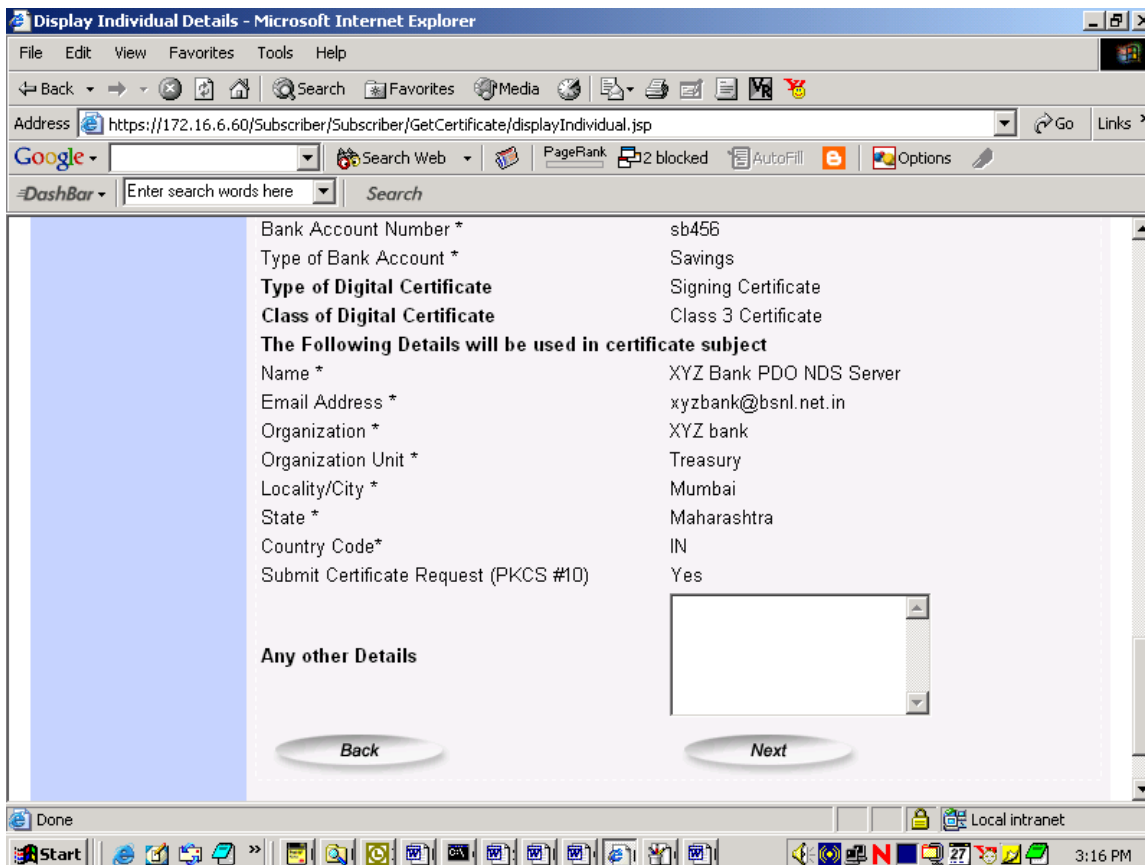 Display Individual Details - Microsoft Internet Explorer
File Edit View Favorites Tools Help
Back Search Favorites Media
Address https://172.16.6.60/Subscriber/Subscriber/GetCertificate/displayIndividual.jsp Go Links
Google Search Web PageRank 2 blocked AutoFill Options
DashBar Enter search words here Search
Bank Account Number * sb456
Type of Bank Account * Savings
Type of Digital Certificate Signing Certificate
Class of Digital Certificate Class 3 Certificate
The Following Details will be used in certificate subject
Name * XYZ Bank PDO NDS Server
Email Address * xyzbank@bsnl.net.in
Organization * XYZ bank
Organization Unit * Treasury
Locality/City * Mumbai
State * Maharashtra
Country Code* IN
Submit Certificate Request (PKCS #10) Yes
Any other Details
Back Next
Done Local intranet
Start N 27 3:16 PM